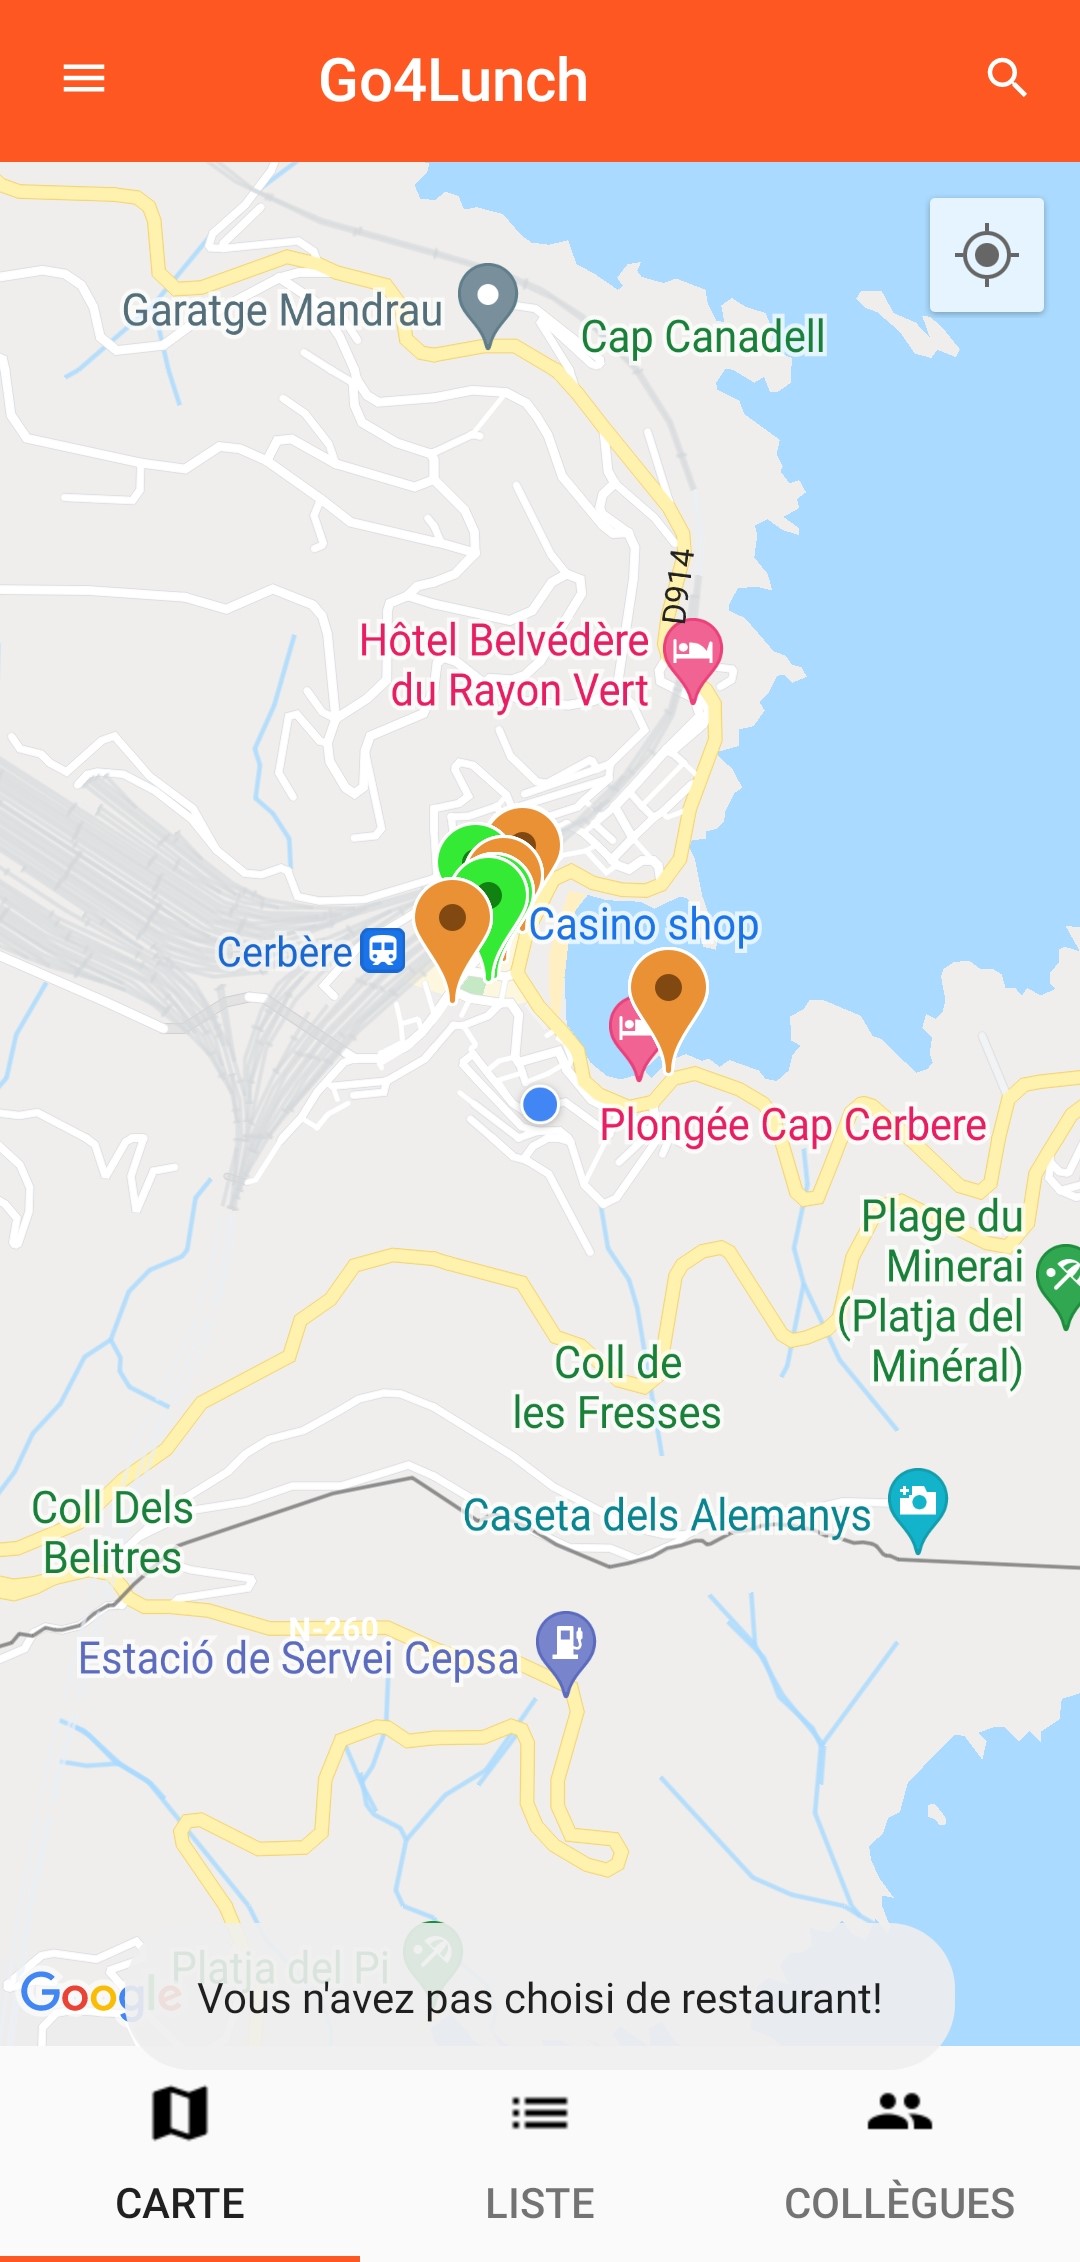 Go4Lunch
Garatge Mandrau
Cap Canadell
D914
Hôtel Belvédère
du Rayon Vert
Casino shop
Cerbère
Plongée Cap Cerbere
Plage du
Minerai
(Platja del
Minéral)
Coll de
les Fresses
Coll Dels
Belitres
Caseta dels Alemanys
N-260
Estació de Servei Cepsa
Platja del Pi
Google
Vous n'avez pas choisi de restaurant!
CARTE
LISTE
COLLÈGUES